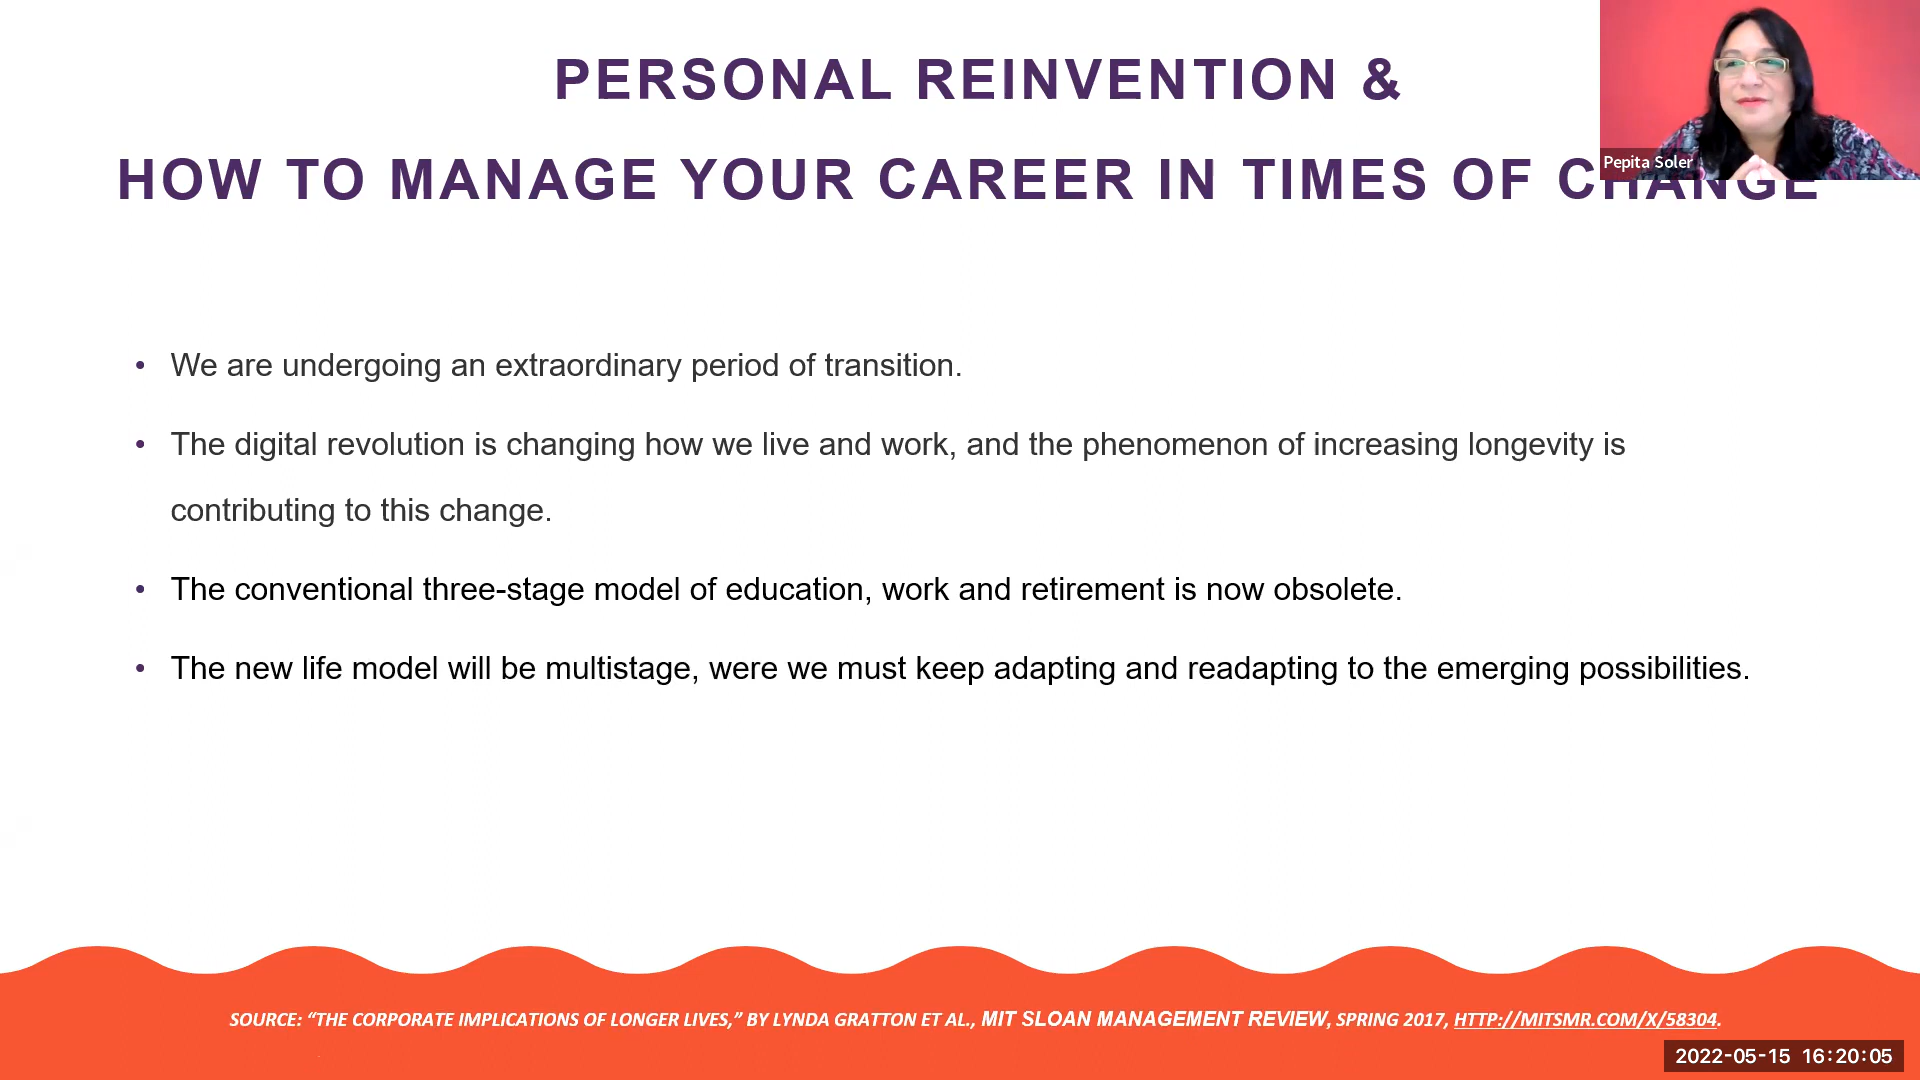 PERSONAL REINVENTION &
HOW TO MANAGE YOUR CAREER IN TIMES OF CHANGE
Pepita Soler
• We are undergoing an extraordinary period of transition.
• The digital revolution is changing how we live and work, and the phenomenon of increasing longevity is
contributing to this change.
• The conventional three-stage model of education, work and retirement is now obsolete.
• The new life model will be multistage, were we must keep adapting and readapting to the emerging possibilities.
SOURCE: “THE CORPORATE IMPLICATIONS OF LONGER LIVES,” BY LYNDA GRATTON ET AL., MIT SLOAN MANAGEMENT REVIEW, SPRING 2017, HTTP://MITSMR.COM/X/58304.
2022-05-15 16:20:05